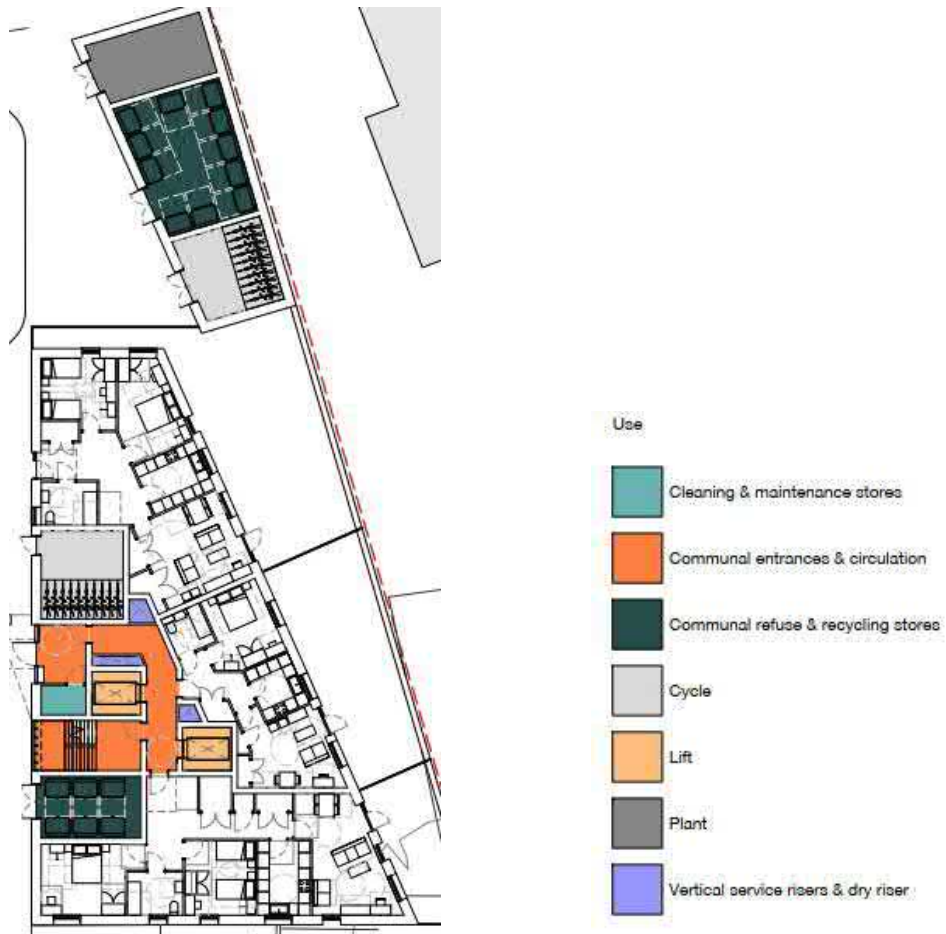 Use
Cleaning & maintenance stores
Communal entrances & circulation
Communal refuse & recycling stores
Cycle
Lift
Plant
Vertical service risers & dry riser